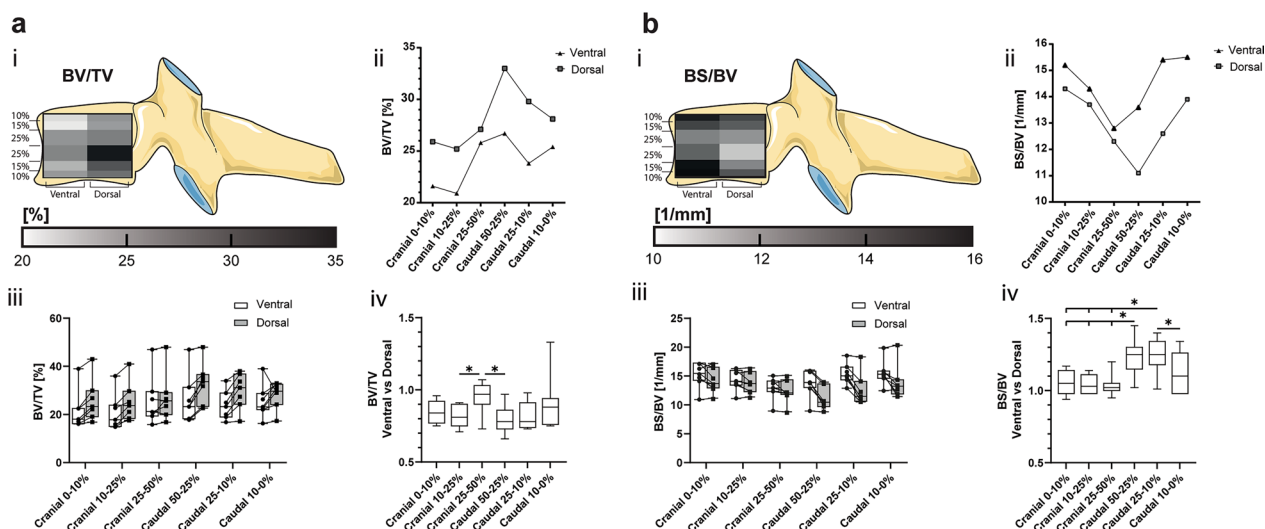 a
i
BV/TV
10%
15%
25%
25%
15%
10%
Ventral Dorsal
[%]
20 25 30 35
ii
BV/TV [%]
35
31
25
21
20
Ventral
Dorsal
Cranial 0-10%
Cranial 10-25%
Cranial 25-50%
Caudal 50-25%
Caudal 25-10%
Caudal 10-0%
iii
BV/TV [%]
60
40
20
0
Ventral
Dorsal
Cranial 0-10%
Cranial 10-25%
Cranial 25-50%
Caudal 50-25%
Caudal 25-10%
Caudal 10-0%
iv
BV/TV
Ventral vs Dorsal
1.5
1.0
0.5
* *
Cranial 0-10%
Cranial 10-25%
Cranial 25-50%
Caudal 50-25%
Caudal 25-10%
Caudal 10-0%
b
i
BS/BV
10%
15%
25%
25%
15%
10%
Ventral Dorsal
[1/mm]
10 12 14 16
ii
BS/BV [1/mm]
16
15
14
13
12
11
10
Ventral
Dorsal
Cranial 0-10%
Cranial 10-25%
Cranial 25-50%
Caudal 50-25%
Caudal 25-10%
Caudal 10-0%
iii
BS/BV [1/mm]
25
20
15
10
5
0
Ventral
Dorsal
Cranial 0-10%
Cranial 10-25%
Cranial 25-50%
Caudal 50-25%
Caudal 25-10%
Caudal 10-0%
iv
BS/BV
Ventral vs Dorsal
1.5
1.0
0.5
*
* *
Cranial 0-10%
Cranial 10-25%
Cranial 25-50%
Caudal 50-25%
Caudal 25-10%
Caudal 10-0%